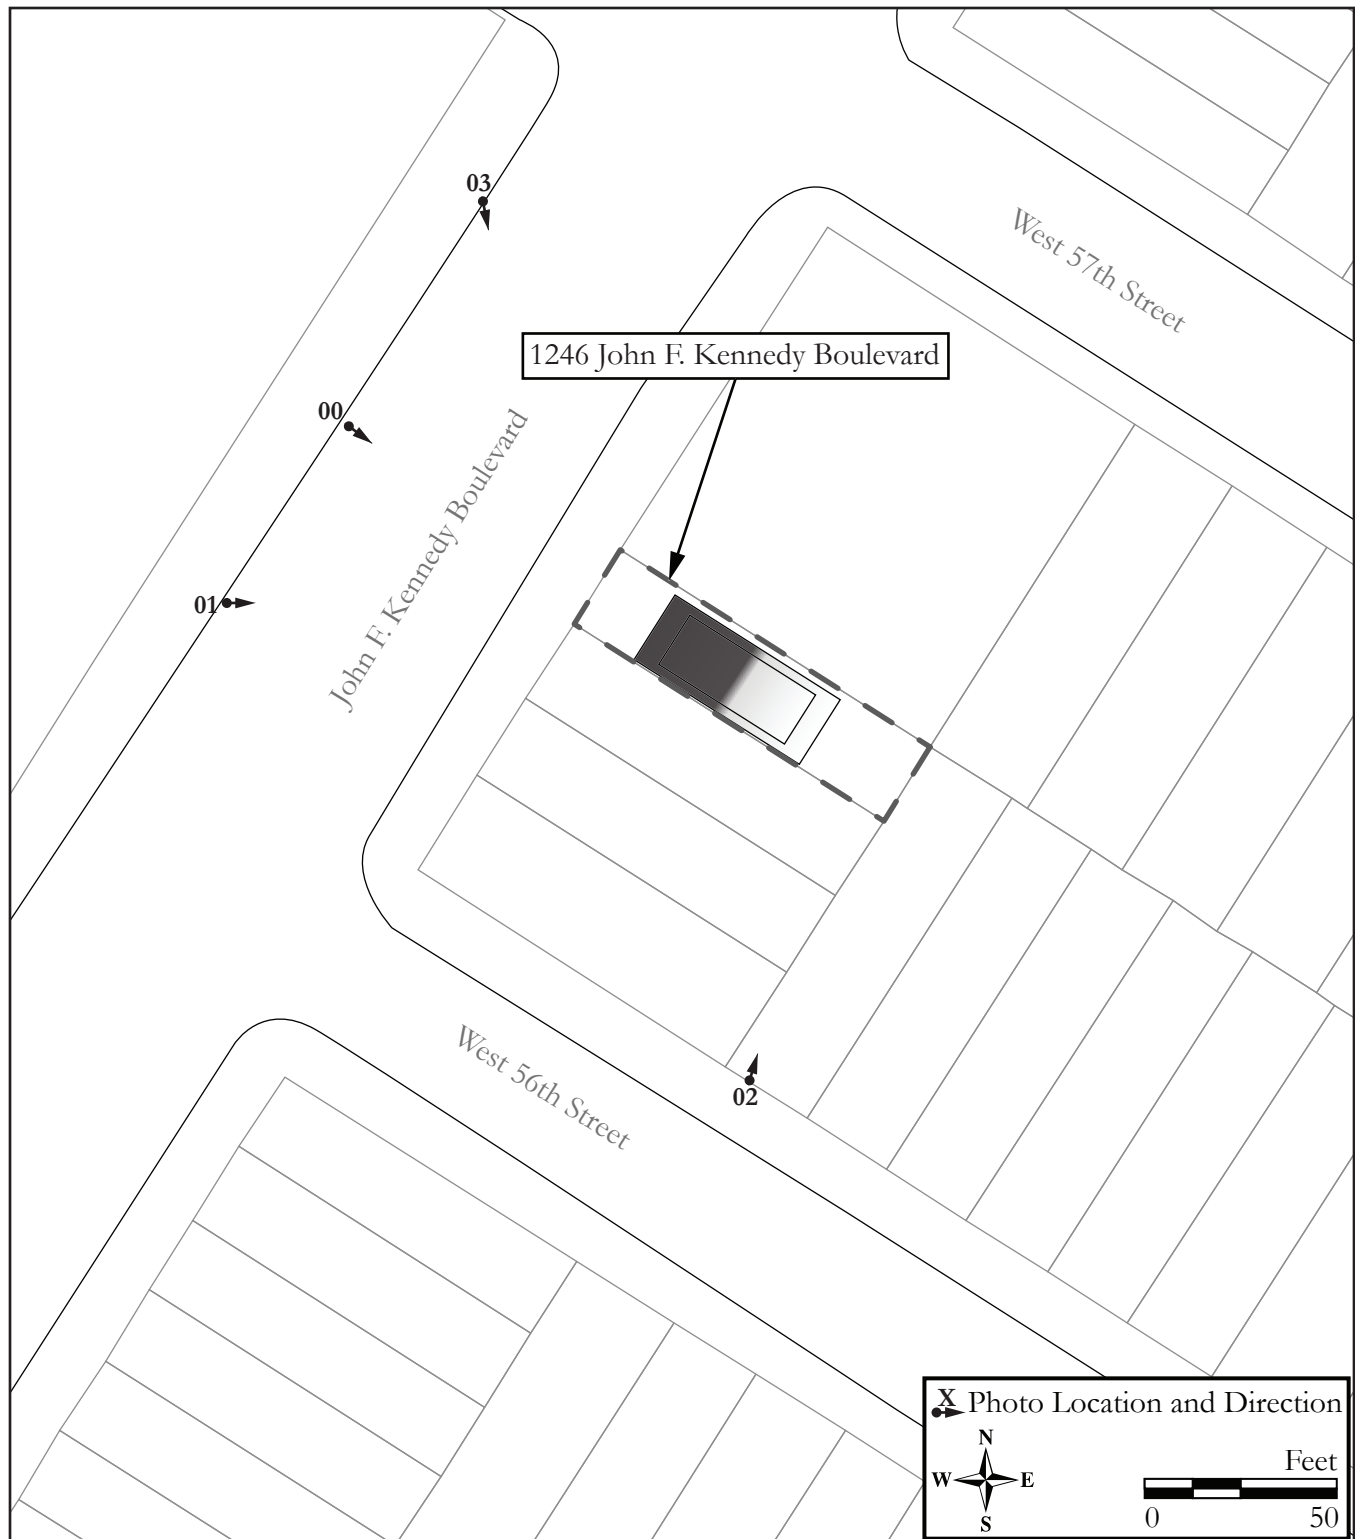 03
West 57th Street
1246 John F. Kennedy Boulevard
00
John F. Kennedy Boulevard
01
West 56th Street
02
X Photo Location and Direction
N
W E
S
Feet
0 50